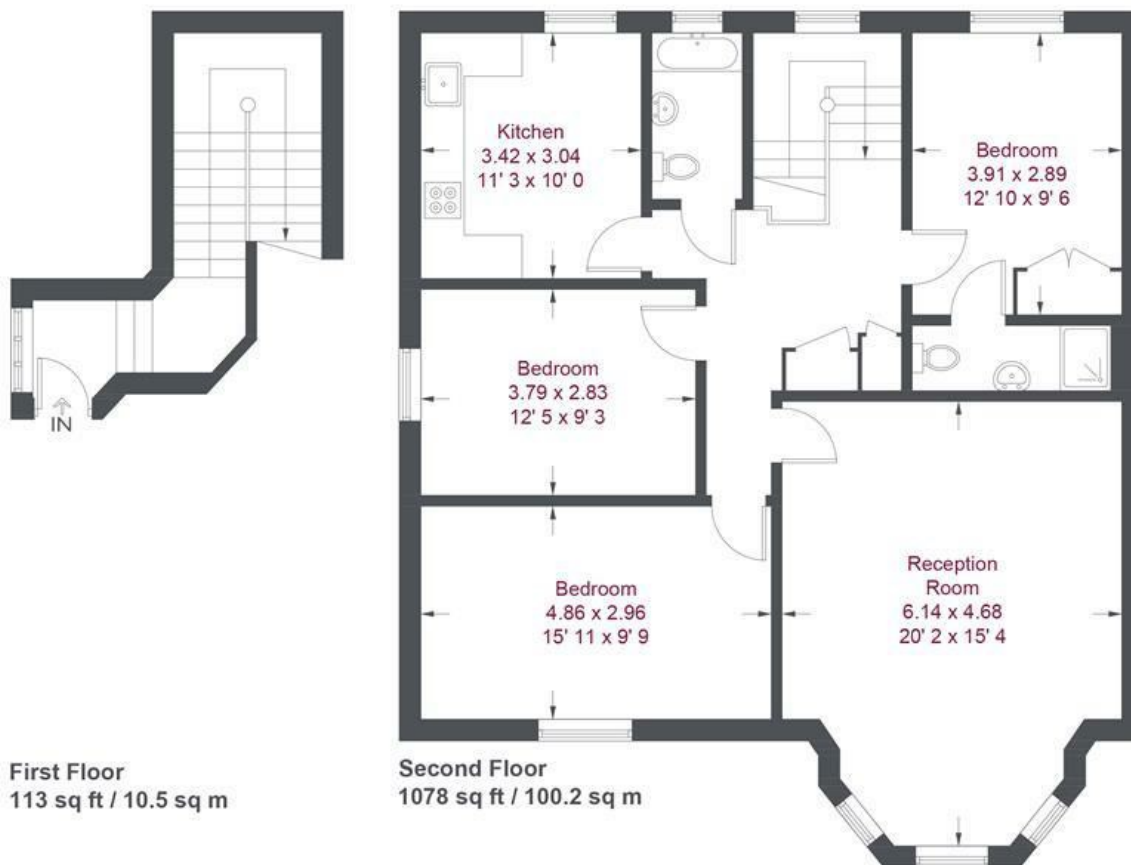 Kitchen
3.42 x 3.04
11' 3 x 10' 0
Bedroom
3.91 x 2.89
12' 10 x 9' 6
Bedroom
3.79 x 2.83
12' 5 x 9' 3
IN
Bedroom
4.86 x 2.96
15' 11 x 9' 9
Reception
Room
6.14 x 4.68
20' 2 x 15' 4
First Floor
113 sq ft / 10.5 sq m
Second Floor
1078 sq ft / 100.2 sq m